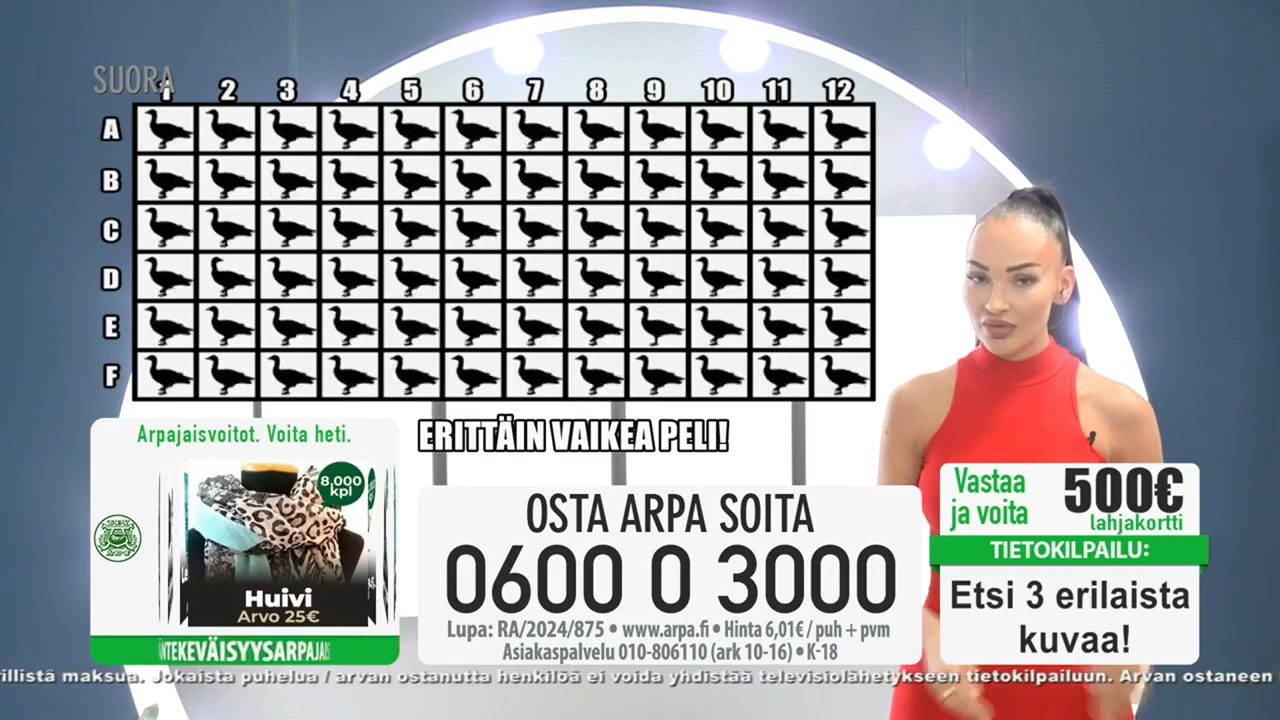 SUORA
1 2 3 4 5 6 7 8 9 10 11 12
A
B
C
D
E
F
ERITTÄIN VAIKEA PELI!
Arpajaisvoitot. Voita heti.
8,000
kpl
Huivi
Arvo 25€
NTEKEVÄISYYSARPAJAIS
OSTA ARPA SOITA
0600 0 3000
Lupa: RA/2024/875 • www.arpa.fi • Hinta 6,01€ / puh + pvm
Asiakaspalvelu 010-806110 (ark 10-16) • K-18
Vastaa
ja voita
500€
lahjakortti
TIETOKILPAILU:
Etsi 3 erilaista
kuvaa!
rillistä maksua. Jokaista puhelua / arvan ostanutta henkilöä ei voida yhdistää televisiolähetykseen tietokilpailuun. Arvan ostaneen